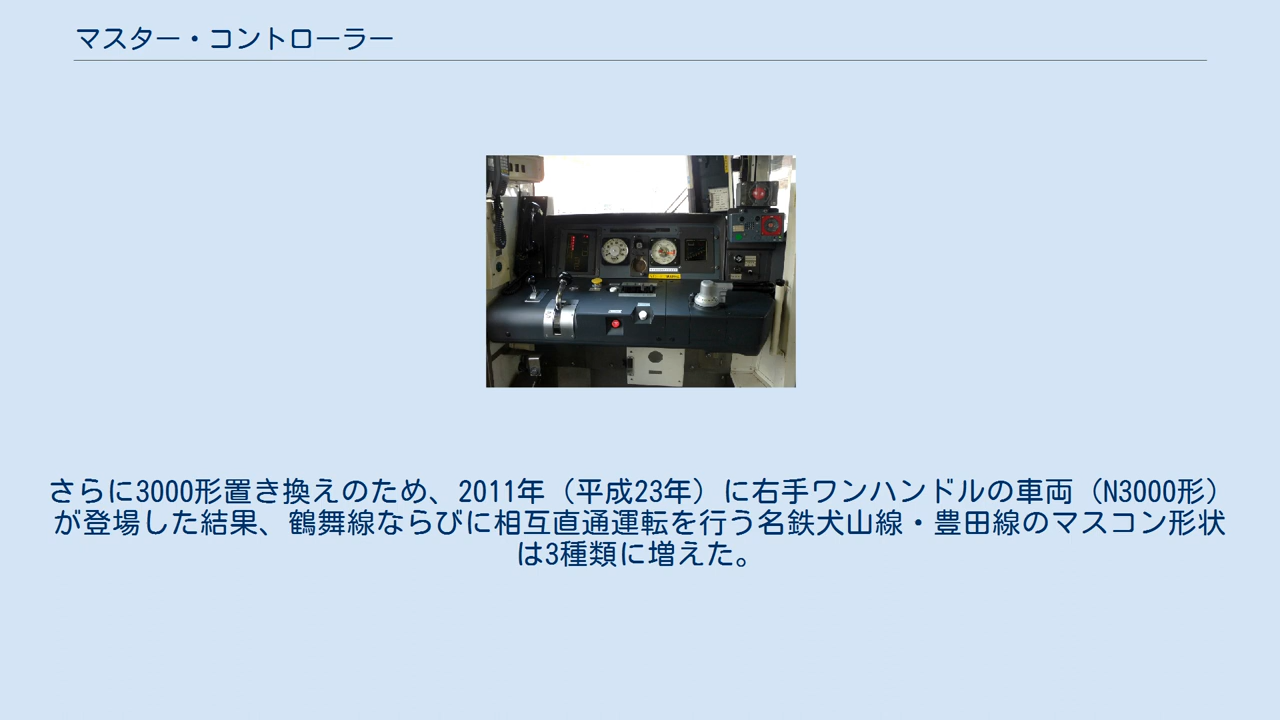 マスター・コントローラー
さらに3000形置き換えのため、2011年（平成23年）に右手ワンハンドルの車両（N3000形）
が登場した結果、鶴舞線ならびに相互直通運転を行う名鉄犬山線・豊田線のマスコン形状
は3種類に増えた。